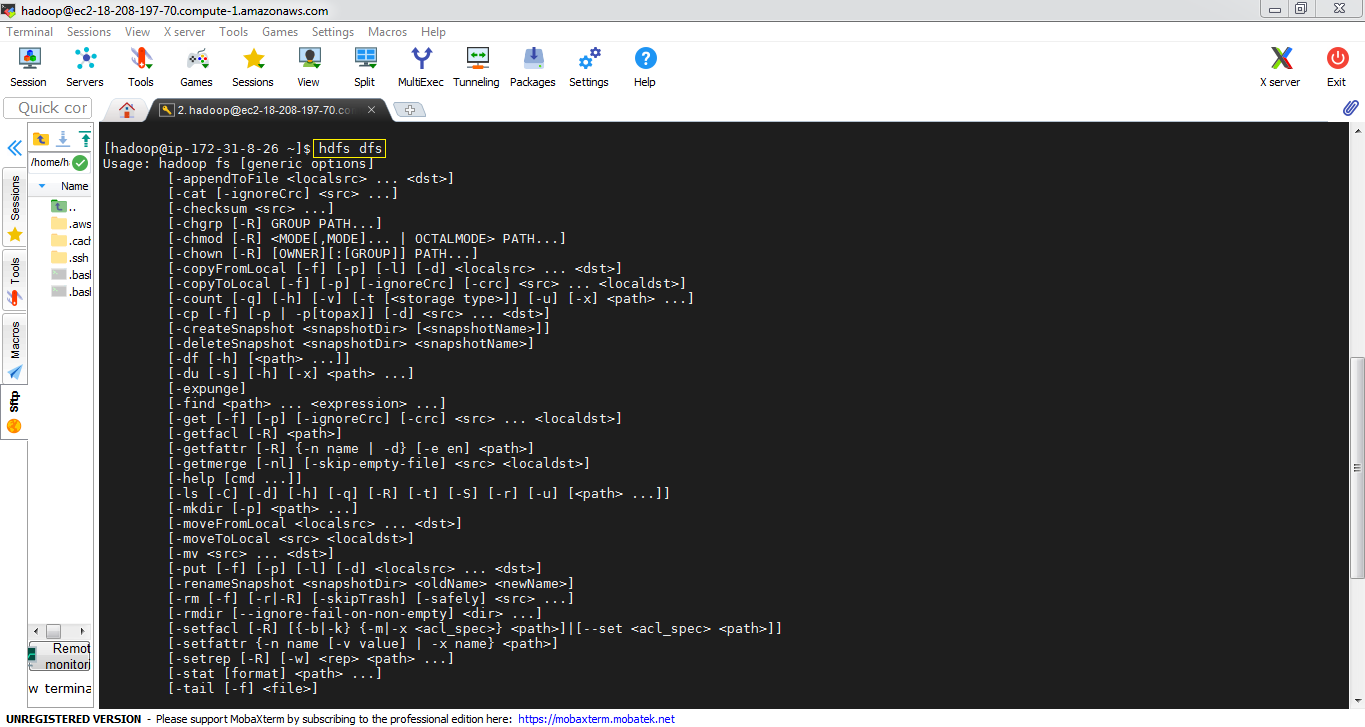 hadoop@ec2-18-208-197-70.compute-1.amazonaws.com
Terminal Sessions View X server Tools Games Settings Macros Help
Session Servers Tools Games Sessions View Split MultiExec Tunneling Packages Settings Help X server Exit
Quick cor
2. hadoop@ec2-18-208-197-70.co
/home/h
Name
..
.aws
.cach
.ssh
.bash
.bash
Sessions
Tools
Macros
Sftp
Remot
monitori
w termina
[hadoop@ip-172-31-8-26 ~]$ hdfs dfs
Usage: hadoop fs [generic options]
[-appendToFile <localsrc> ... <dst>]
[-cat [-ignoreCrc] <src> ...]
[-checksum <src> ...]
[-chgrp [-R] GROUP PATH...]
[-chmod [-R] <MODE[,MODE]... | OCTALMODE> PATH...]
[-chown [-R] [OWNER][:[GROUP]] PATH...]
[-copyFromLocal [-f] [-p] [-l] [-d] <localsrc> ... <dst>]
[-copyToLocal [-f] [-p] [-ignoreCrc] [-crc] <src> ... <localdst>]
[-count [-q] [-h] [-v] [-t [<storage type>]] [-u] [-x] <path> ...]
[-cp [-f] [-p | -p[topax]] [-d] <src> ... <dst>]
[-createSnapshot <snapshotDir> [<snapshotName>]]
[-deleteSnapshot <snapshotDir> <snapshotName>]
[-df [-h] [<path> ...]]
[-du [-s] [-h] [-x] <path> ...]
[-expunge]
[-find <path> ... <expression> ...]
[-get [-f] [-p] [-ignoreCrc] [-crc] <src> ... <localdst>]
[-getfacl [-R] <path>]
[-getfattr [-R] {-n name | -d} [-e en] <path>]
[-getmerge [-nl] [-skip-empty-file] <src> <localdst>]
[-help [cmd ...]]
[-ls [-C] [-d] [-h] [-q] [-R] [-t] [-S] [-r] [-u] [<path> ...]]
[-mkdir [-p] <path> ...]
[-moveFromLocal <localsrc> ... <dst>]
[-moveToLocal <src> <localdst>]
[-mv <src> ... <dst>]
[-put [-f] [-p] [-l] [-d] <localsrc> ... <dst>]
[-renameSnapshot <snapshotDir> <oldName> <newName>]
[-rm [-f] [-r|-R] [-skipTrash] [-safely] <src> ...]
[-rmdir [--ignore-fail-on-non-empty] <dir> ...]
[-setfacl [-R] [{-b|-k} {-m|-x <acl_spec>} <path>]|[--set <acl_spec> <path>]]
[-setfattr {-n name [-v value] | -x name} <path>]
[-setrep [-R] [-w] <rep> <path> ...]
[-stat [format] <path> ...]
[-tail [-f] <file>]
UNREGISTERED VERSION - Please support MobaXterm by subscribing to the professional edition here: https://mobaxterm.mobatek.net